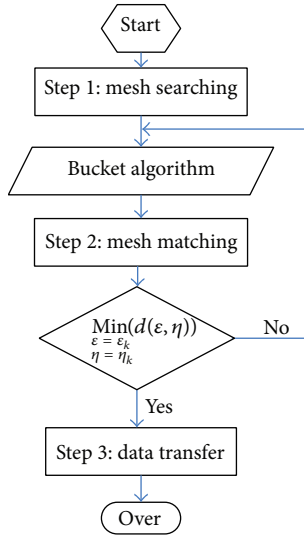 Start
Step 1: mesh searching
Bucket algorithm
Step 2: mesh matching
Min(d(ε, η))
ε = εₖ
η = ηₖ
No
Yes
Step 3: data transfer
Over